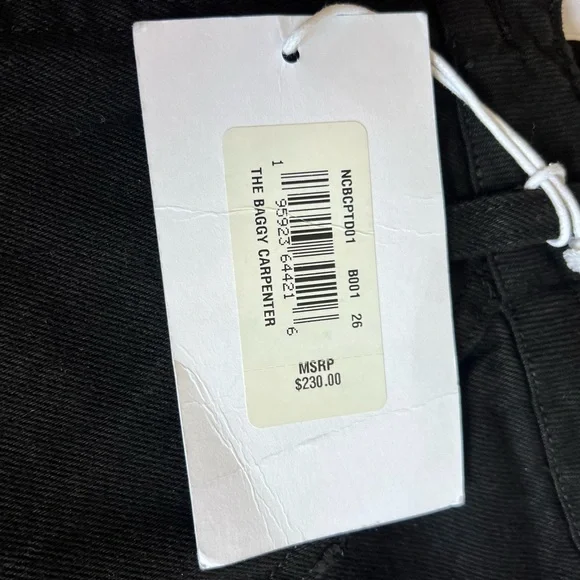 NCBCPTD01 B001 26
1 95923 64421 6
THE BAGGY CARPENTER
MSRP
$230.00